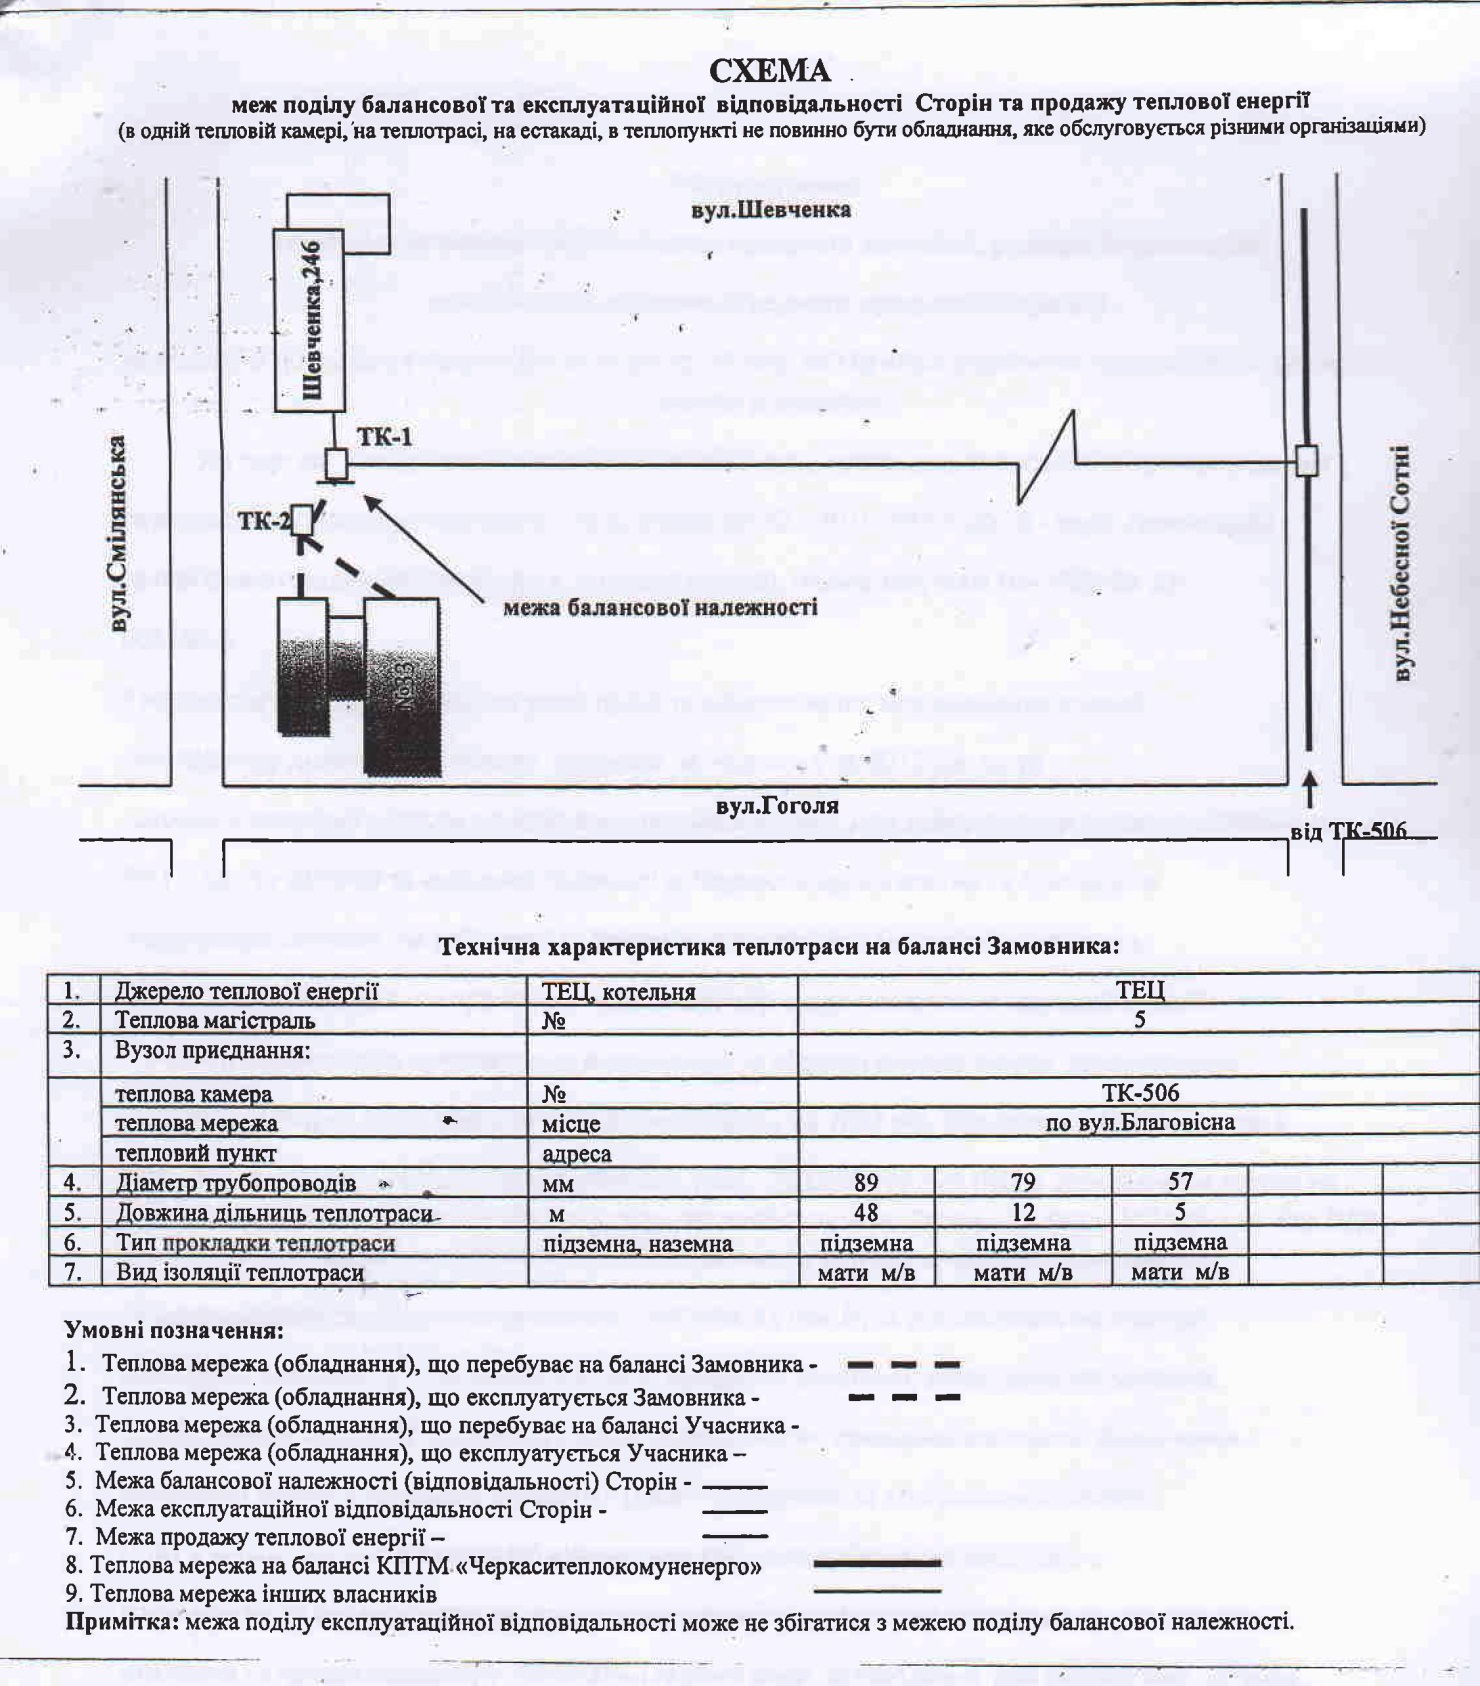 СХЕМА
меж поділу балансової та експлуатаційної відповідальності Сторін та продажу теплової енергії
(в одній тепловій камері, на теплотрасі, на естакаді, в теплопункті не повинно бути обладнання, яке обслуговується різними організаціями)
вул.Шевченка
Шевченка,246
ТК-1
вул.Смілянська
ТК-2
вул.Небесної Сотні
межа балансової належності
№33
вул.Гоголя
від ТК-506
Технічна характеристика теплотраси на балансі Замовника:
1. Джерело теплової енергії ТЕЦ, котельня ТЕЦ
2. Теплова магістраль № 5
3. Вузол приєднання:
теплова камера № ТК-506
теплова мережа місце по вул.Благовісна
тепловий пункт адреса
4. Діаметр трубопроводів мм 89 79 57
5. Довжина дільниць теплотраси м 48 12 5
6. Тип прокладки теплотраси підземна, наземна підземна підземна підземна
7. Вид ізоляції теплотраси мати м/в мати м/в мати м/в
Умовні позначення:
1. Теплова мережа (обладнання), що перебуває на балансі Замовника -
2. Теплова мережа (обладнання), що експлуатується Замовника -
3. Теплова мережа (обладнання), що перебуває на балансі Учасника -
4. Теплова мережа (обладнання), що експлуатується Учасника –
5. Межа балансової належності (відповідальності) Сторін -
6. Межа експлуатаційної відповідальності Сторін -
7. Межа продажу теплової енергії –
8. Теплова мережа на балансі КПТМ «Черкаситеплокомуненерго»
9. Теплова мережа інших власників
Примітка: межа поділу експлуатаційної відповідальності може не збігатися з межею поділу балансової належності.